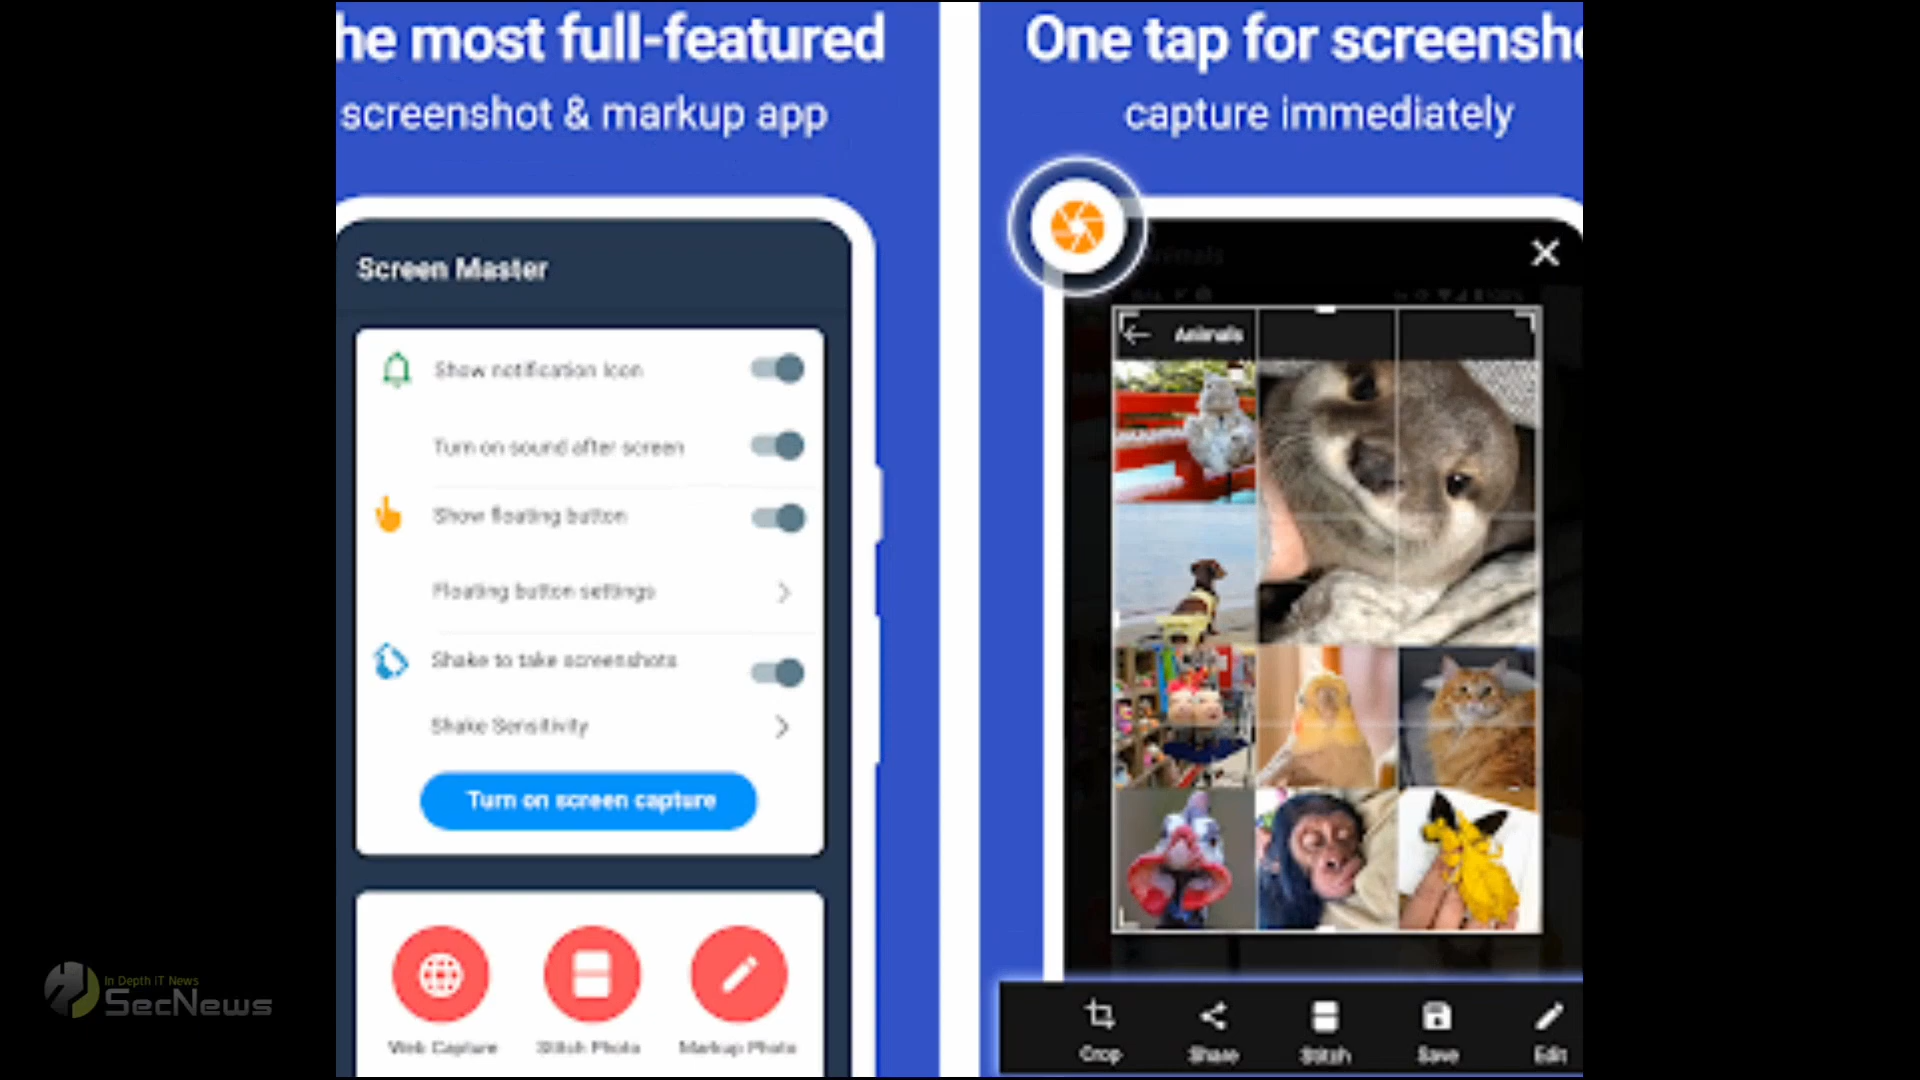 he most full-featured
screenshot & markup app
Screen Master
Show notification icon
Turn on sound after screen
Show floating button
Floating button settings
Shake to take screenshots
Shake Sensitivity
Turn on screen capture
Web Capture
Stitch Photo
Markup Photo
One tap for screensho
capture immediately
Animals
Animals
Crop
Share
Stitch
Save
Edit
In Depth IT News
SecNews